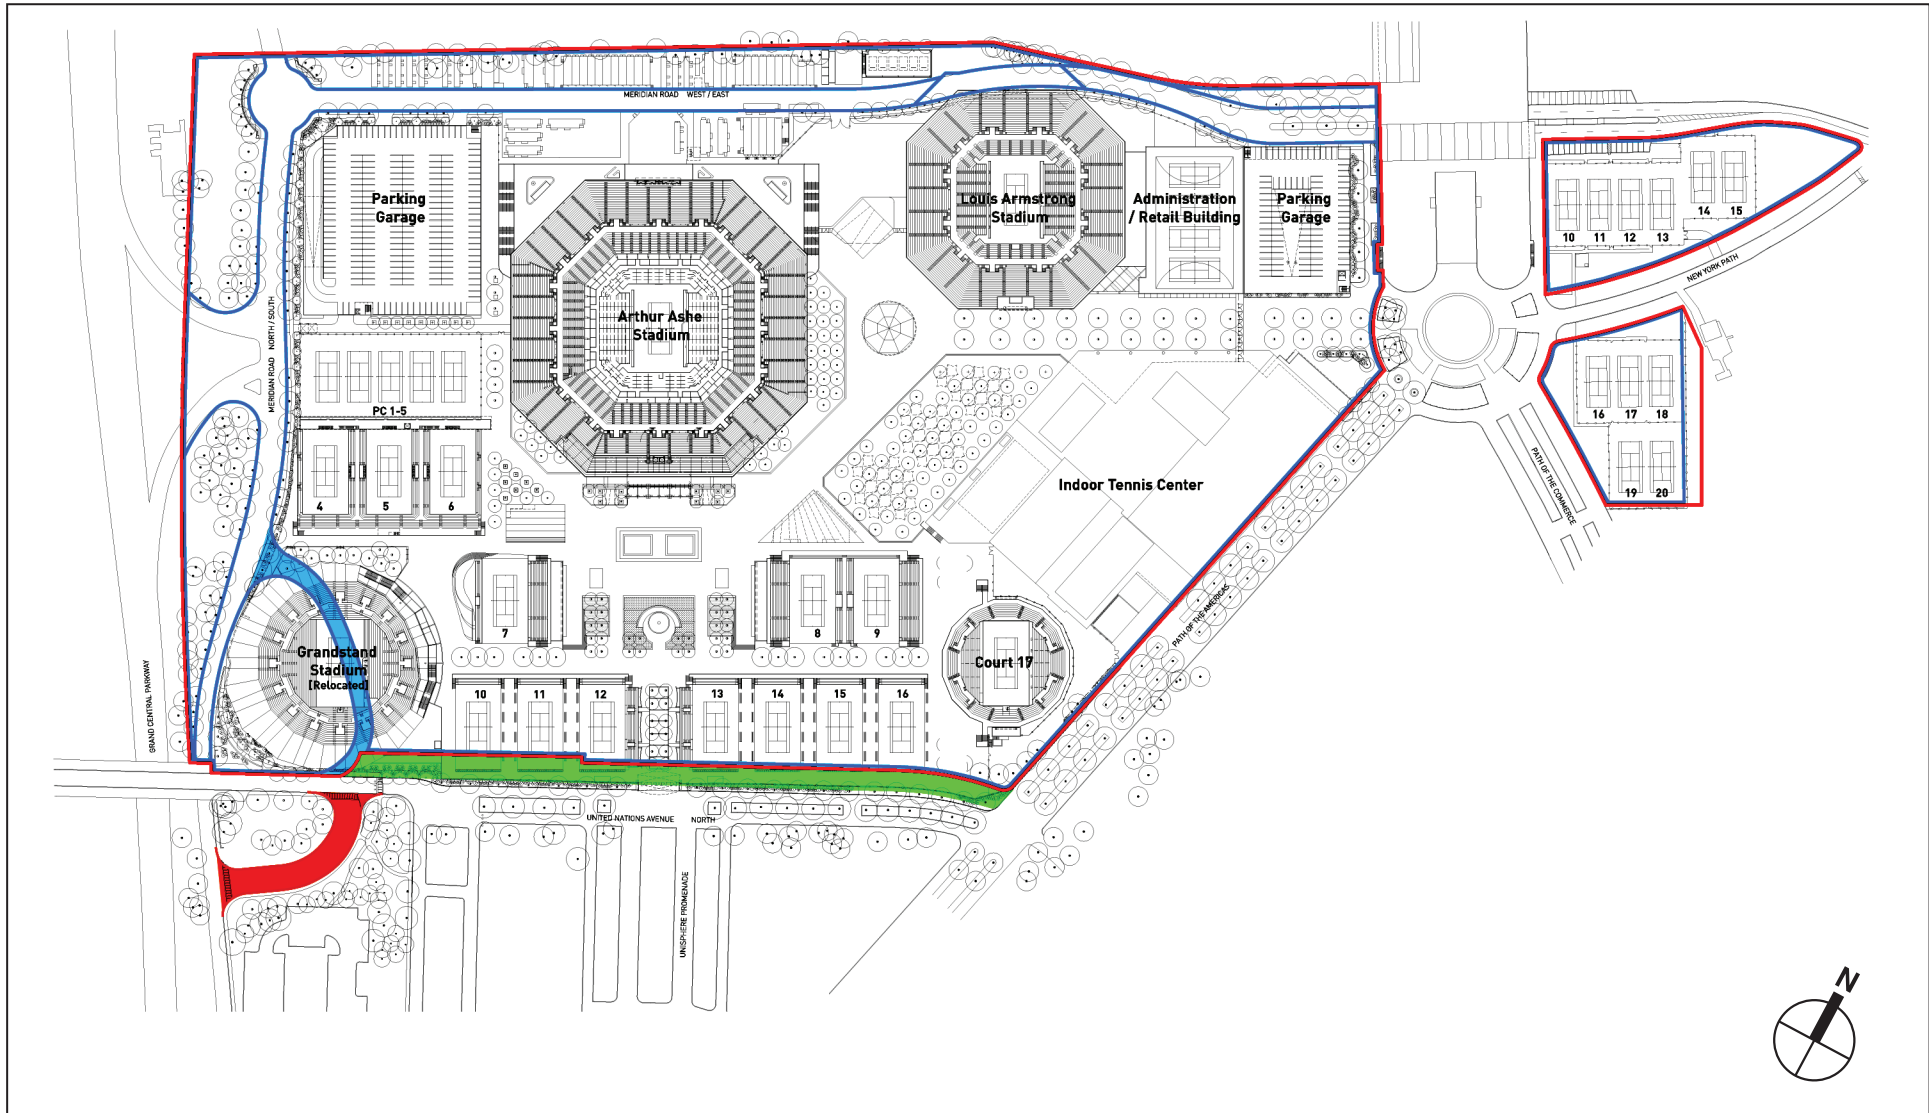 MERIDIAN ROAD WEST / EAST
Parking
Garage
Louis Armstrong
Stadium
Administration
/ Retail Building
Parking
Garage
14 15
10 11 12 13
NEW YORK PATH
MERIDIAN ROAD NORTH / SOUTH
Arthur Ashe
Stadium
PC 1-5
16 17 18
19 20
PATH OF THE COMMERCE
4 5 6
Indoor Tennis Center
7
8 9
PATH OF THE AMERICAS
Grandstand
Stadium
[Relocated]
Court 17
GRAND CENTRAL PARKWAY
10 11 12 13 14 15 16
UNITED NATIONS AVENUE NORTH
UNISPHERE PROMENADE
N